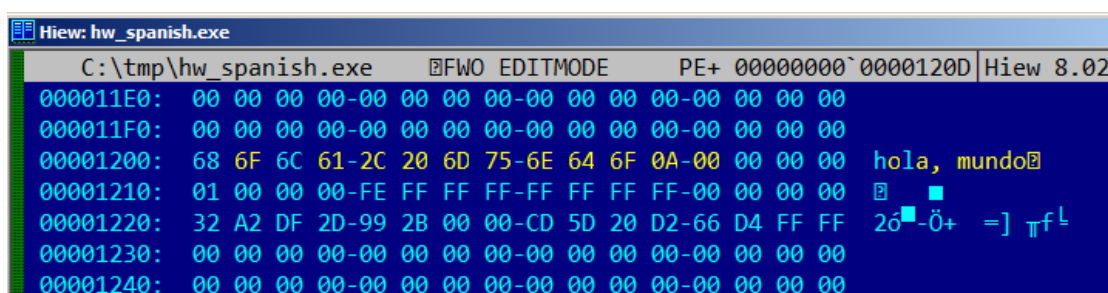 Hiew: hw_spanish.exe
C:\tmp\hw_spanish.exe FWO EDITMODE PE+ 00000000`0000120D|Hiew 8.02
000011E0: 00 00 00 00-00 00 00 00-00 00 00 00-00 00 00 00
000011F0: 00 00 00 00-00 00 00 00-00 00 00 00-00 00 00 00
00001200: 68 6F 6C 61-2C 20 6D 75-6E 64 6F 0A-00 00 00 00 hola, mundo
00001210: 01 00 00 00-FE FF FF FF-FF FF FF FF-00 00 00 00 ■
00001220: 32 A2 DF 2D-99 2B 00 00-CD 5D 20 D2-66 D4 FF FF 2ó▀-Ö+ =] ╥f╘
00001230: 00 00 00 00-00 00 00 00-00 00 00 00-00 00 00 00
00001240: 00 00 00 00-00 00 00 00-00 00 00 00-00 00 00 00